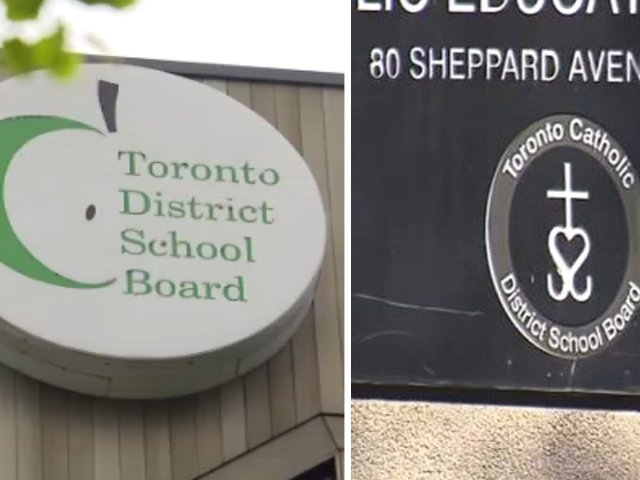 Toronto
District
School
Board
80 SHEPPARD AVEN
Toronto Catholic
District School Board